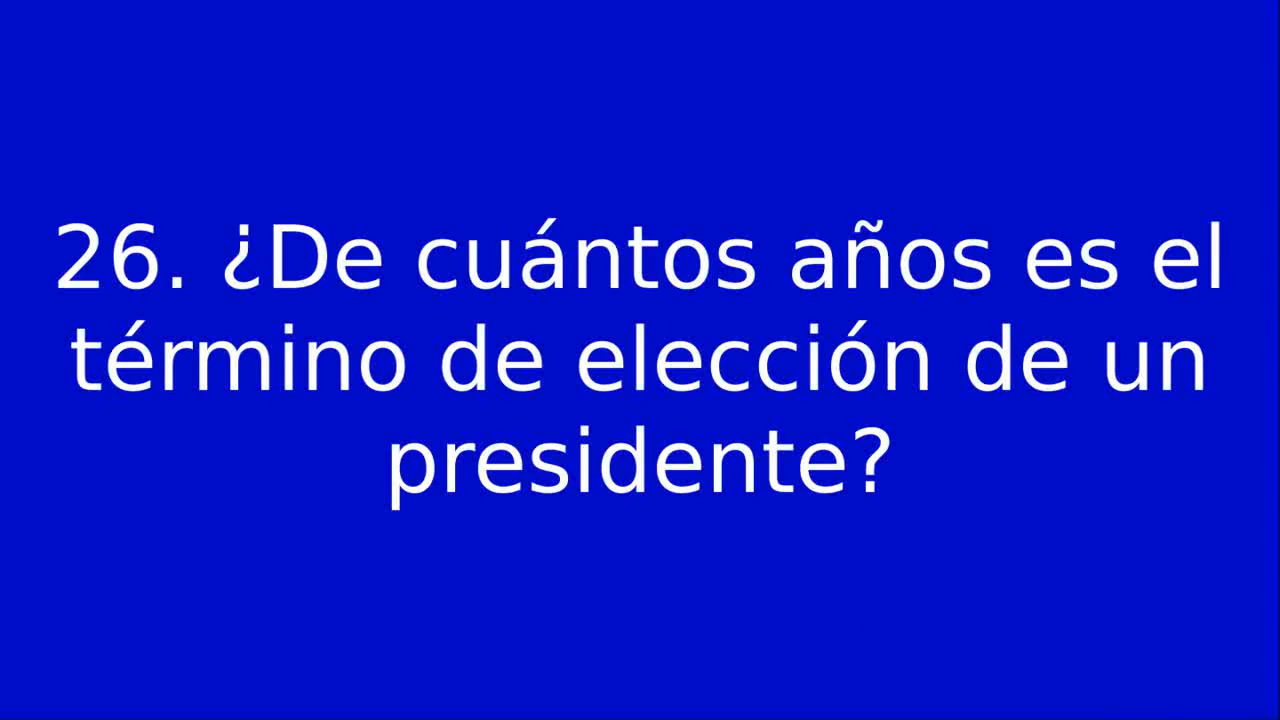 26. ¿De cuántos años es el
término de elección de un
presidente?